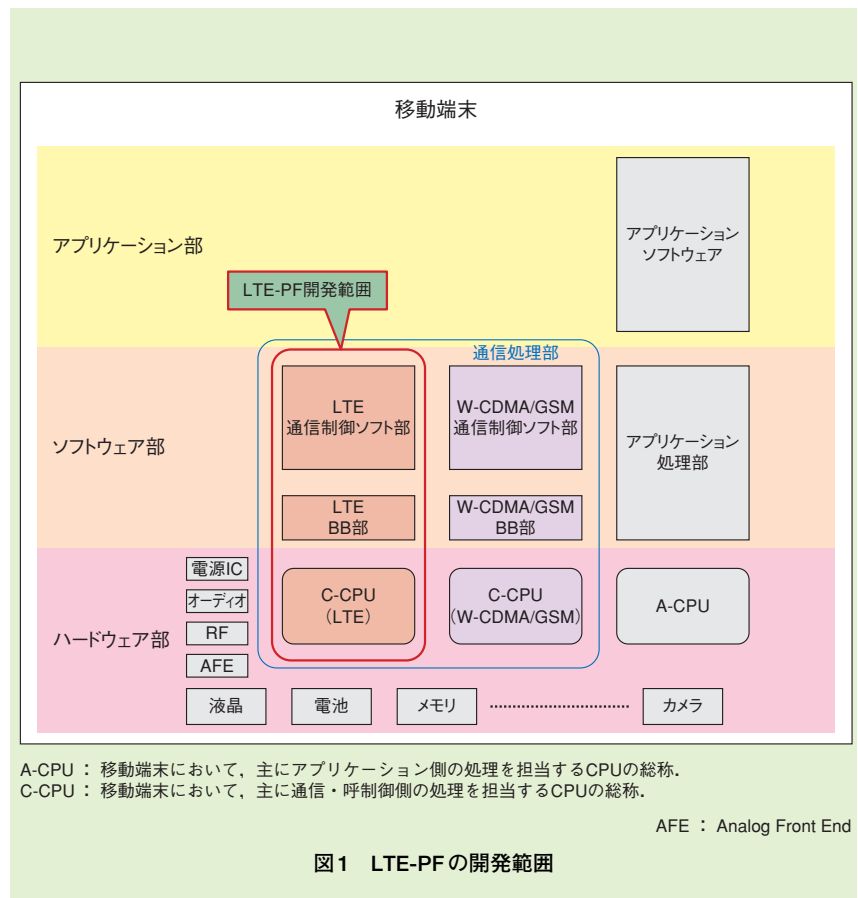 移動端末
アプリケーション部
アプリケーション
ソフトウェア
LTE-PF開発範囲
通信処理部
ソフトウェア部
LTE
通信制御ソフト部
W-CDMA/GSM
通信制御ソフト部
アプリケーション
処理部
LTE
BB部
W-CDMA/GSM
BB部
ハードウェア部
電源IC
オーディオ
RF
AFE
C-CPU
(LTE)
C-CPU
(W-CDMA/GSM)
A-CPU
液晶
電池
メモリ
カメラ
A-CPU : 移動端末において,主にアプリケーション側の処理を担当するCPUの総称.
C-CPU : 移動端末において,主に通信・呼制御側の処理を担当するCPUの総称.
AFE : Analog Front End
図1 LTE-PFの開発範囲